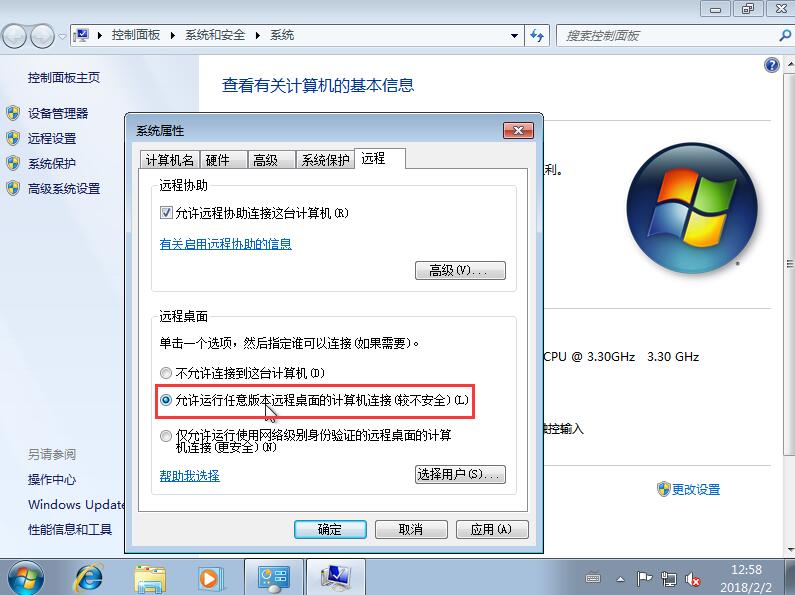 控制面板 系统和安全 系统
搜索控制面板
控制面板主页
设备管理器
远程设置
系统保护
高级系统设置
查看有关计算机的基本信息
系统属性
计算机名 硬件 高级 系统保护 远程
远程协助
允许远程协助连接这台计算机(R)
有关启用远程协助的信息
高级(V)...
远程桌面
单击一个选项，然后指定谁可以连接(如果需要)。
不允许连接到这台计算机(D)
允许运行任意版本远程桌面的计算机连接(较不安全)(L)
仅允许运行使用网络级别身份验证的远程桌面的计算
机连接(更安全)(N)
帮助我选择
选择用户(S)...
确定 取消 应用(A)
利。
CPU @ 3.30GHz 3.30 GHz
触控输入
更改设置
另请参阅
操作中心
Windows Update
性能信息和工具
12:58
2018/2/2